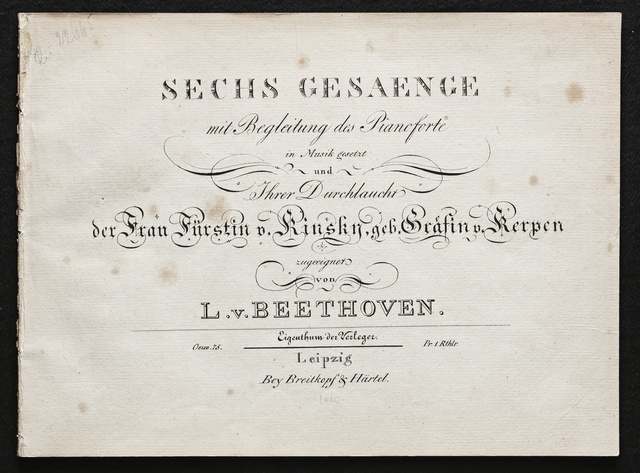 SECHS GESAENGE
mit Begleitung des Pianoforte
in Musik gesetzt
und
Ihrer Durchlaucht
der Frau Fürstin v. Kinsky, geb. Gräfin v. Kerpen
zugeeignet
von
L. v. BEETHOVEN.
Eigenthum der Verleger.
Oeuv. 75. Pr. 1 Rthlr.
Leipzig
Bey Breitkopf & Härtel.